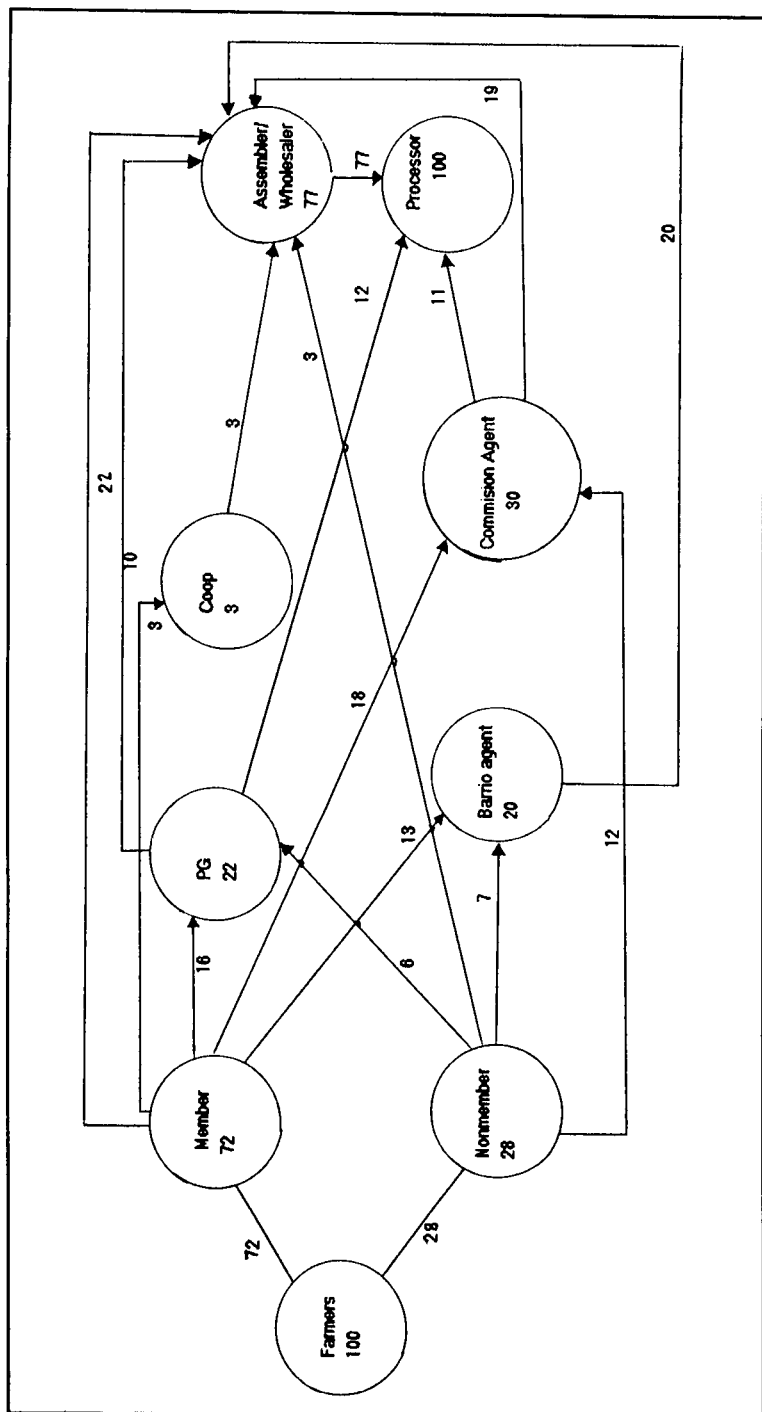 Farmers
100
72
28
Member
72
Nonmember
28
22
3
10
16
18
13
6
7
3
12
PG
22
Coop
3
Barrio agent
20
Commision Agent
30
3
12
11
19
20
Assembler/
Wholesaler
77
77
Processor
100